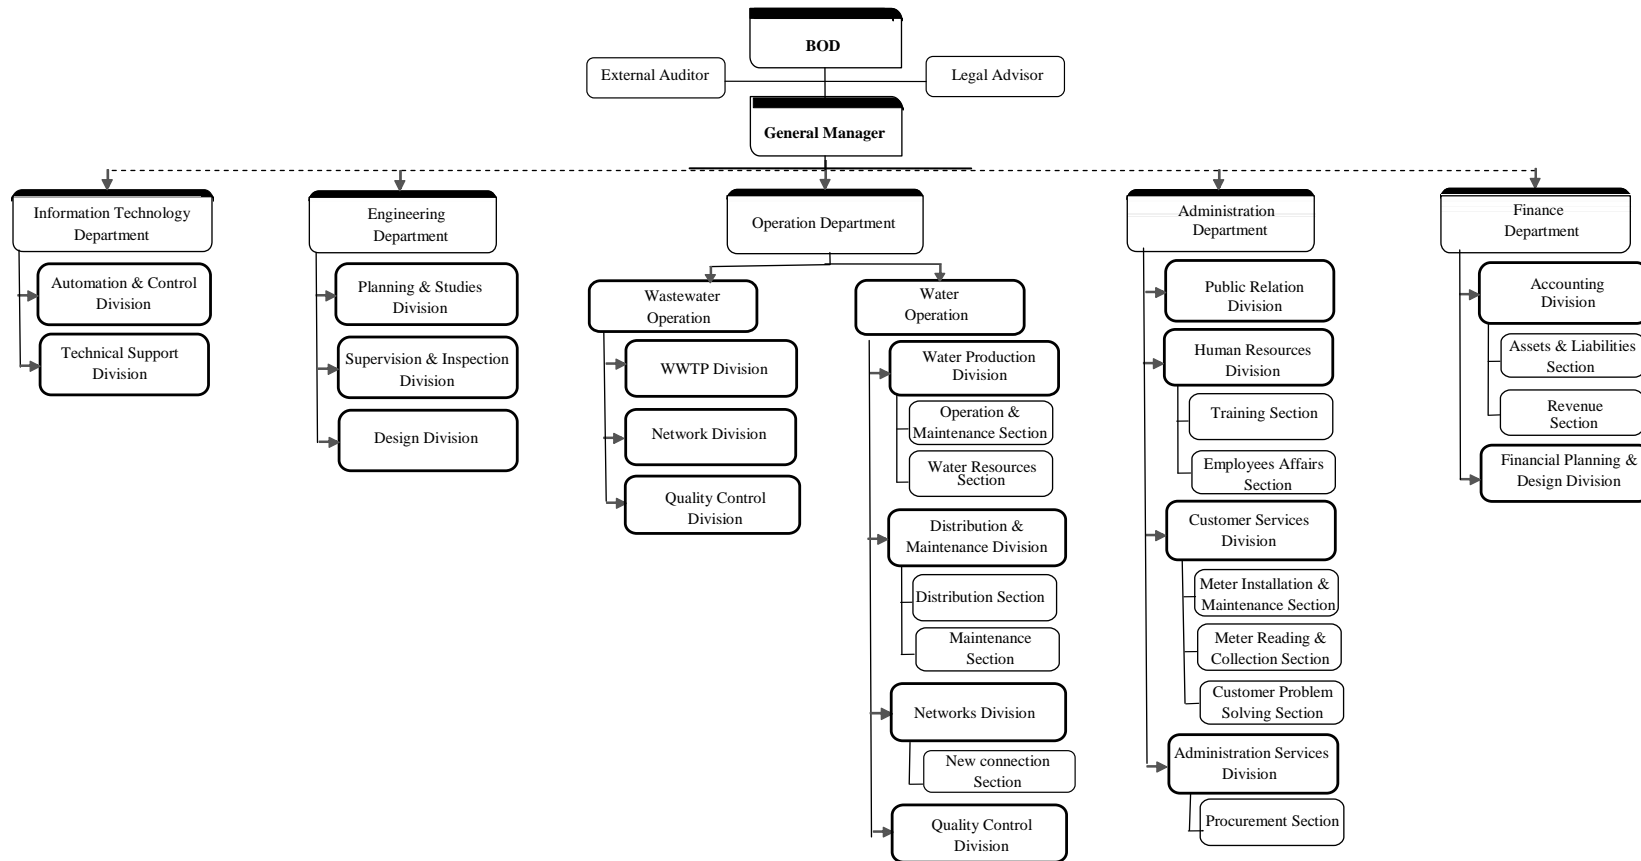 BOD
External Auditor
Legal Advisor
General Manager
Information Technology
Department
Automation & Control
Division
Technical Support
Division
Engineering
Department
Planning & Studies
Division
Supervision & Inspection
Division
Design Division
Operation Department
Wastewater
Operation
WWTP Division
Network Division
Quality Control
Division
Water
Operation
Water Production
Division
Operation &
Maintenance Section
Water Resources
Section
Distribution &
Maintenance Division
Distribution Section
Maintenance
Section
Networks Division
New connection
Section
Quality Control
Division
Administration
Department
Public Relation
Division
Human Resources
Division
Training Section
Employees Affairs
Section
Customer Services
Division
Meter Installation &
Maintenance Section
Meter Reading &
Collection Section
Customer Problem
Solving Section
Administration Services
Division
Procurement Section
Finance
Department
Accounting
Division
Assets & Liabilities
Section
Revenue
Section
Financial Planning &
Design Division